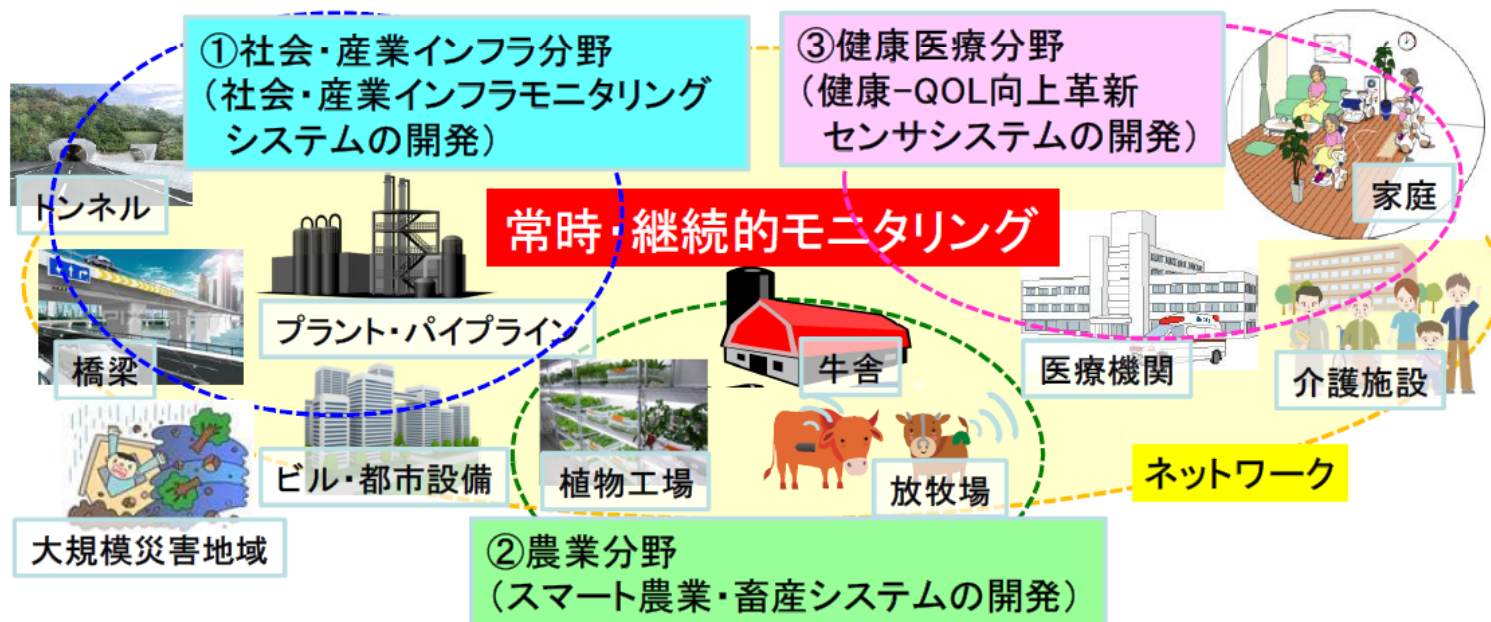 ①社会・産業インフラ分野
（社会・産業インフラモニタリング
システムの開発）
③健康医療分野
（健康-QOL向上革新
センサシステムの開発）
トンネル
家庭
常時・継続的モニタリング
プラント・パイプライン
橋梁
牛舎
医療機関
介護施設
ビル・都市設備
植物工場
放牧場
ネットワーク
大規模災害地域
②農業分野
（スマート農業・畜産システムの開発）